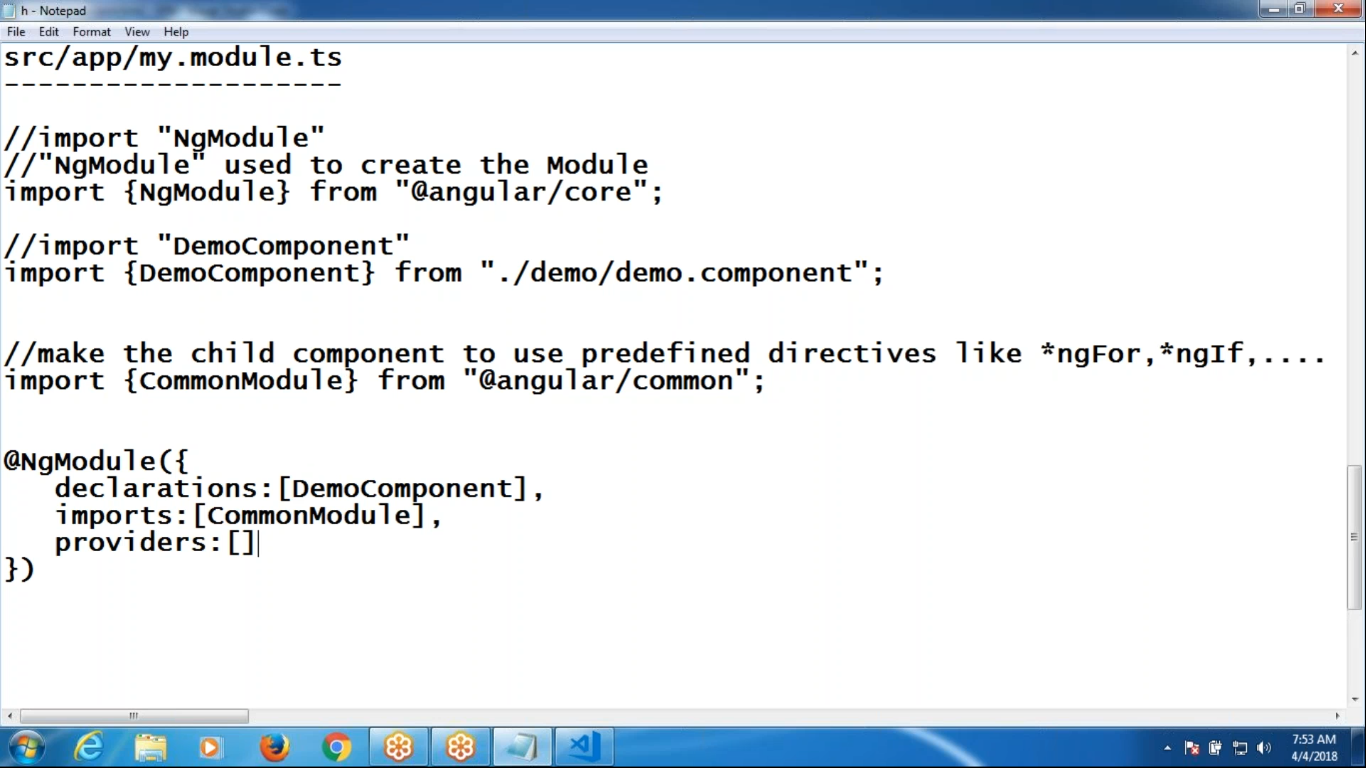 h - Notepad
File Edit Format View Help
src/app/my.module.ts
--------------------
//import "NgModule"
//"NgModule" used to create the Module
import {NgModule} from "@angular/core";
//import "DemoComponent"
import {DemoComponent} from "./demo/demo.component";
//make the child component to use predefined directives like *ngFor,*ngIf,....
import {CommonModule} from "@angular/common";
@NgModule({
   declarations:[DemoComponent],
   imports:[CommonModule],
   providers:[]
})
7:53 AM
4/4/2018